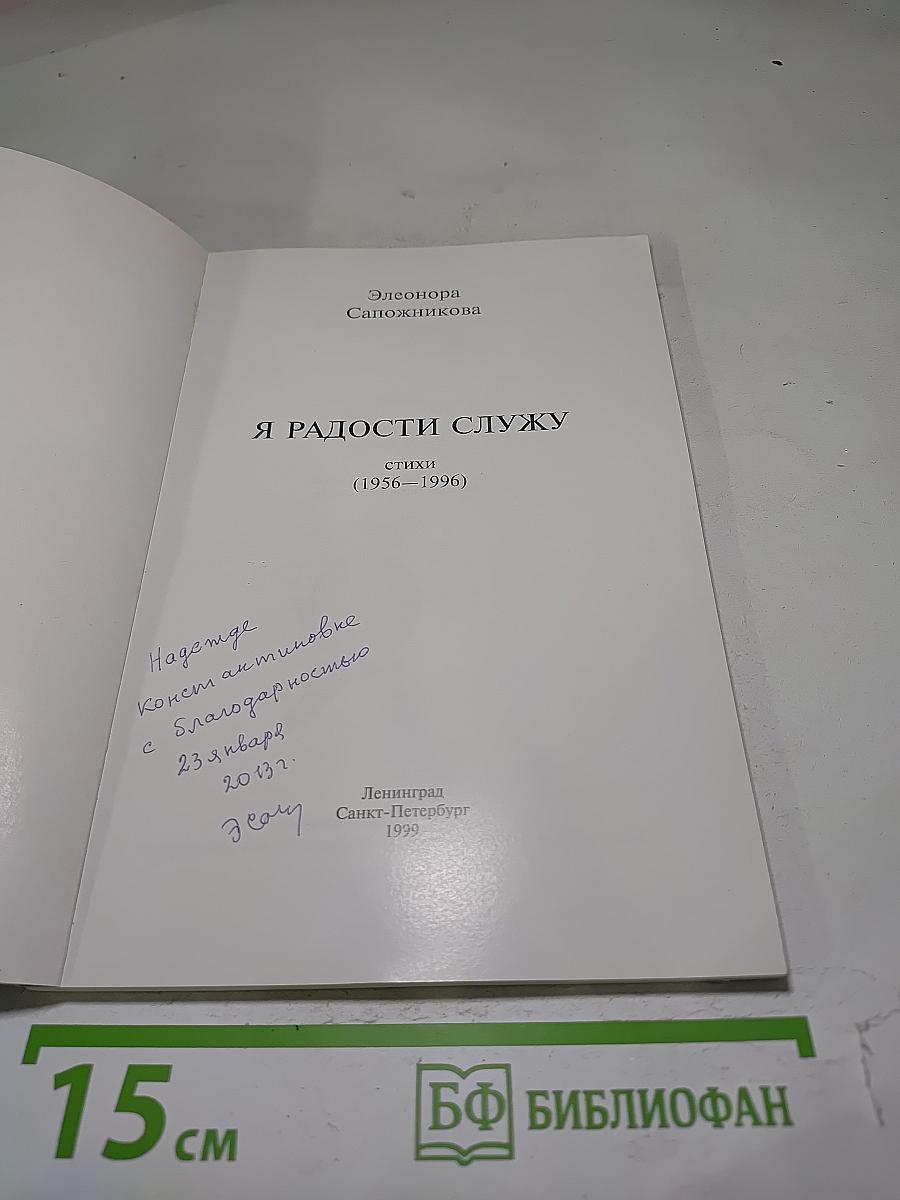 Элеонора
Сапожникова
Я РАДОСТИ СЛУЖУ
стихи
(1956—1996)
Надежде
Константиновне
с благодарностью
23 января
2013 г.
Ленинград
Санкт-Петербург
1999
15 см
БФ БИБЛИОФАН